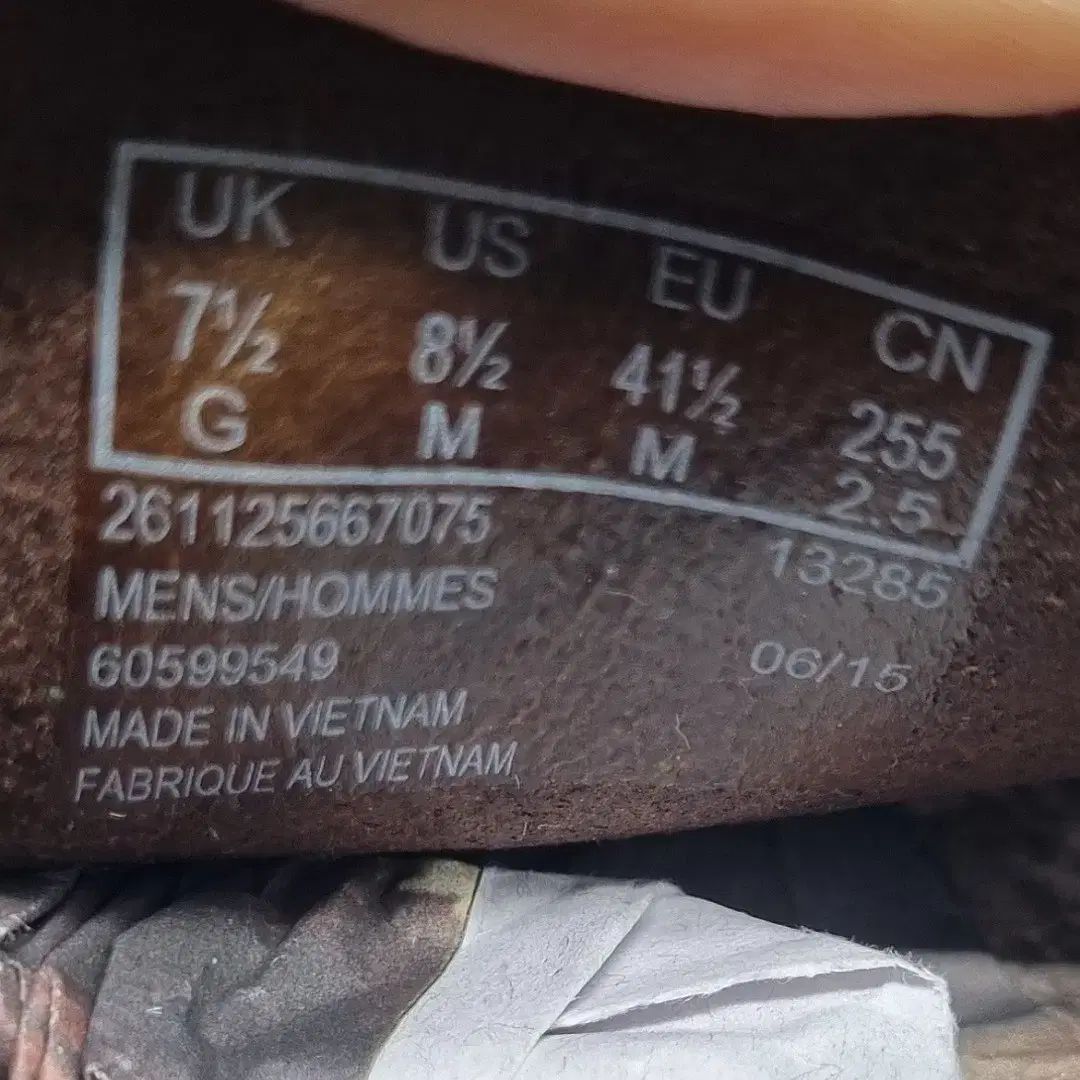 UK US EU CN
7½ 8½ 41½ 255
G M M 2.5
261125667075 13285
MENS/HOMMES
60599549 06/15
MADE IN VIETNAM
FABRIQUE AU VIETNAM